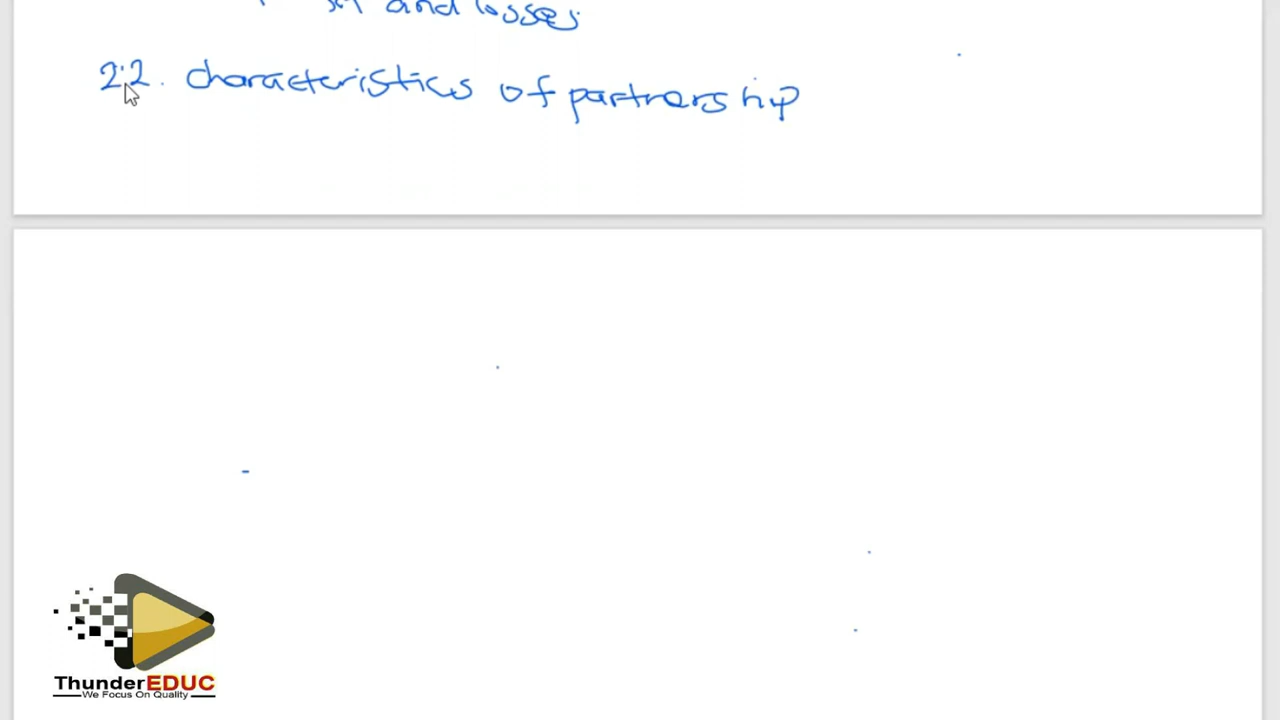 and losses
2.2. characteristics of partnership
ThunderEDUC
We Focus On Quality